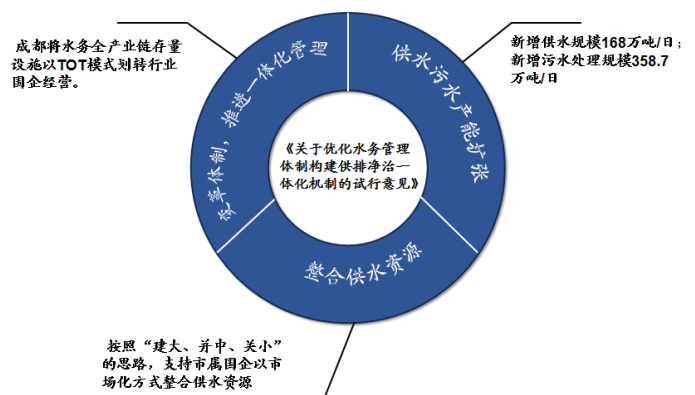 成都将水务全产业链存量
设施以TOT模式划转行业
国企经营。
新增供水规模168万吨/日；
新增污水处理规模358.7
万吨/日
改革体制，推进一体化管理
供水污水产能扩张
《关于优化水务管理
体制构建供排净治一
体化机制的试行意见》
整合供水资源
按照“建大、并中、关小”
的思路，支持市属国企以市
场化方式整合供水资源